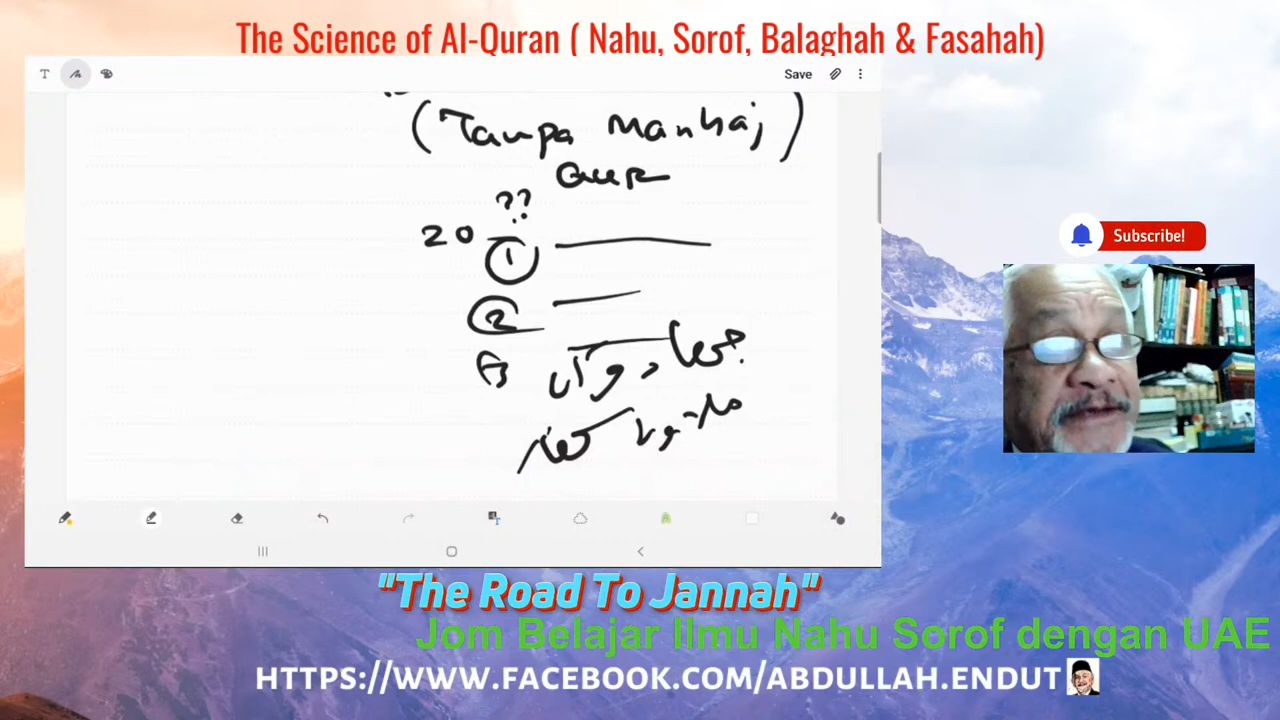 The Science of Al-Quran ( Nahu, Sorof, Balaghah & Fasahah)
T
Save
(Tanpa Manhaj)
??
20
1
2
Subscribe!
"The Road To Jannah"
Jom Belajar Ilmu Nahu Sorof dengan UAE
HTTPS://WWW.FACEBOOK.COM/ABDULLAH.ENDUT